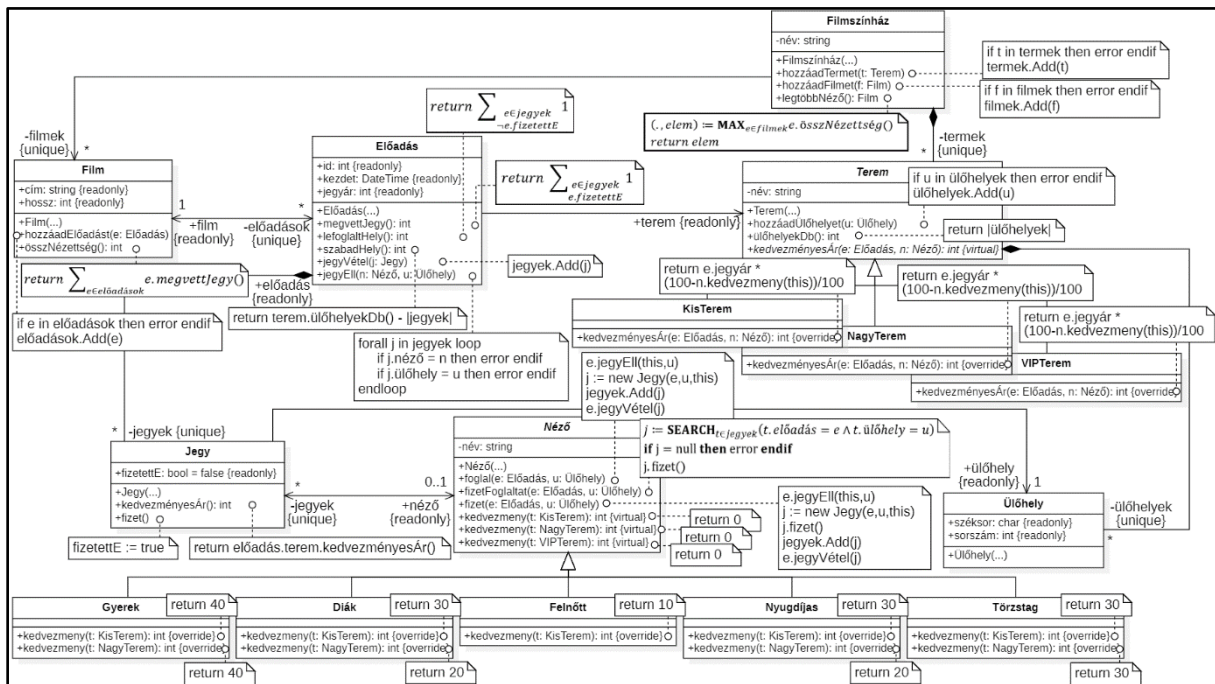 Filmszínház
-név: string
+Filmszínház(...)
+hozzáadTermet(t: Terem)
+hozzáadFilmet(f: Film)
+legtöbbNéző(): Film
if t in termek then error endif
termek.Add(t)
if f in filmek then error endif
filmek.Add(f)
(., elem) := MAX e∈filmek e.összNézettség()
return elem
-filmek
{unique}
*
-termek
{unique}
*
Film
+cím: string {readonly}
+hossz: int {readonly}
+Film(...)
+hozzáadElőadást(e: Előadás)
+összNézettség(): int
return ∑ e∈előadások e.megvettJegy()
if e in előadások then error endif
előadások.Add(e)
1
+film
{readonly}
*
-előadások
{unique}
Előadás
+id: int {readonly}
+kezdet: DateTime {readonly}
+jegyár: int {readonly}
+Előadás(...)
+megvettJegy(): int
+lefoglaltHely(): int
+szabadHely(): int
+jegyVétel(j: Jegy)
+jegyEll(n: Néző, u: Ülőhely)
return ∑ e∈jegyek ¬e.fizetettE 1
return ∑ e∈jegyek e.fizetettE 1
jegyek.Add(j)
+előadás
{readonly}
return terem.ülőhelyekDb() - |jegyek|
forall j in jegyek loop
if j.néző = n then error endif
if j.ülőhely = u then error endif
endloop
+terem {readonly}
Terem
-név: string
+Terem(...)
+hozzáadÜlőhelyet(u: Ülőhely)
+ülőhelyekDb(): int
+kedvezményesÁr(e: Előadás, n: Néző): int {virtual}
if u in ülőhelyek then error endif
ülőhelyek.Add(u)
return |ülőhelyek|
return e.jegyár *
(100-n.kedvezmeny(this))/100
return e.jegyár *
(100-n.kedvezmeny(this))/100
return e.jegyár *
(100-n.kedvezmeny(this))/100
KisTerem
+kedvezményesÁr(e: Előadás, n: Néző): int {override}
NagyTerem
+kedvezményesÁr(e: Előadás, n: Néző): int {override}
VIPTerem
+kedvezményesÁr(e: Előadás, n: Néző): int {override}
e.jegyEll(this,u)
j := new Jegy(e,u,this)
jegyek.Add(j)
e.jegyVétel(j)
j := SEARCH t∈jegyek (t.előadás = e ∧ t.ülőhely = u)
if j = null then error endif
j.fizet()
*
-jegyek {unique}
Jegy
+fizetettE: bool = false {readonly}
+Jegy(...)
+kedvezményesÁr(): int
+fizet()
fizetettE := true
return előadás.terem.kedvezményesÁr()
*
-jegyek
{unique}
0..1
+néző
{readonly}
Néző
-név: string
+Néző(...)
+foglal(e: Előadás, u: Ülőhely)
+fizetFoglaltat(e: Előadás, u: Ülőhely)
+fizet(e: Előadás, u: Ülőhely)
+kedvezmeny(t: KisTerem): int {virtual}
+kedvezmeny(t: NagyTerem): int {virtual}
+kedvezmeny(t: VIPTerem): int {virtual}
return 0
return 0
return 0
e.jegyEll(this,u)
j := new Jegy(e,u,this)
j.fizet()
jegyek.Add(j)
e.jegyVétel(j)
+ülőhely
{readonly}
1
Ülőhely
+széksor: char {readonly}
+sorszám: int {readonly}
+Ülőhely(...)
-ülőhelyek
{unique}
*
Gyerek
return 40
+kedvezmeny(t: KisTerem): int {override}
+kedvezmeny(t: NagyTerem): int {override}
return 40
Diák
return 30
+kedvezmeny(t: KisTerem): int {override}
+kedvezmeny(t: NagyTerem): int {override}
return 20
Felnőtt
return 10
+kedvezmeny(t: KisTerem): int {override}
Nyugdíjas
return 30
+kedvezmeny(t: KisTerem): int {override}
+kedvezmeny(t: NagyTerem): int {override}
return 20
Törzstag
return 30
+kedvezmeny(t: KisTerem): int {override}
+kedvezmeny(t: NagyTerem): int {override}
return 30